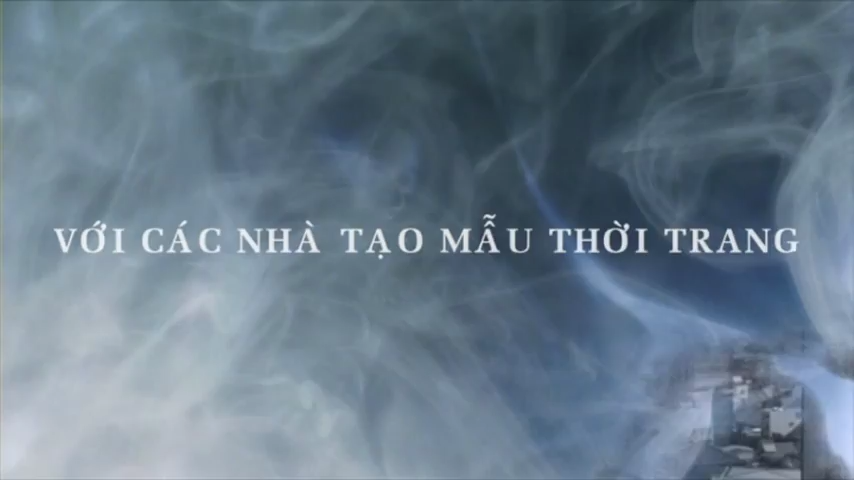 VỚI CÁC NHÀ TẠO MẪU THỜI TRANG